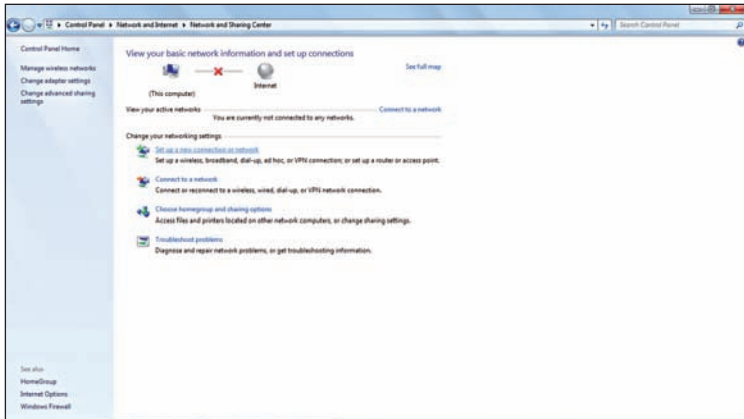 Control Panel ▸ Network and Internet ▸ Network and Sharing Center
Search Control Panel
Control Panel Home
Manage wireless networks
Change adapter settings
Change advanced sharing
settings
See also
HomeGroup
Internet Options
Windows Firewall
View your basic network information and set up connections
See full map
(This computer)
Internet
View your active networks
Connect to a network
You are currently not connected to any networks.
Change your networking settings
Set up a new connection or network
Set up a wireless, broadband, dial-up, ad hoc, or VPN connection; or set up a router or access point.
Connect to a network
Connect or reconnect to a wireless, wired, dial-up, or VPN network connection.
Choose homegroup and sharing options
Access files and printers located on other network computers, or change sharing settings.
Troubleshoot problems
Diagnose and repair network problems, or get troubleshooting information.